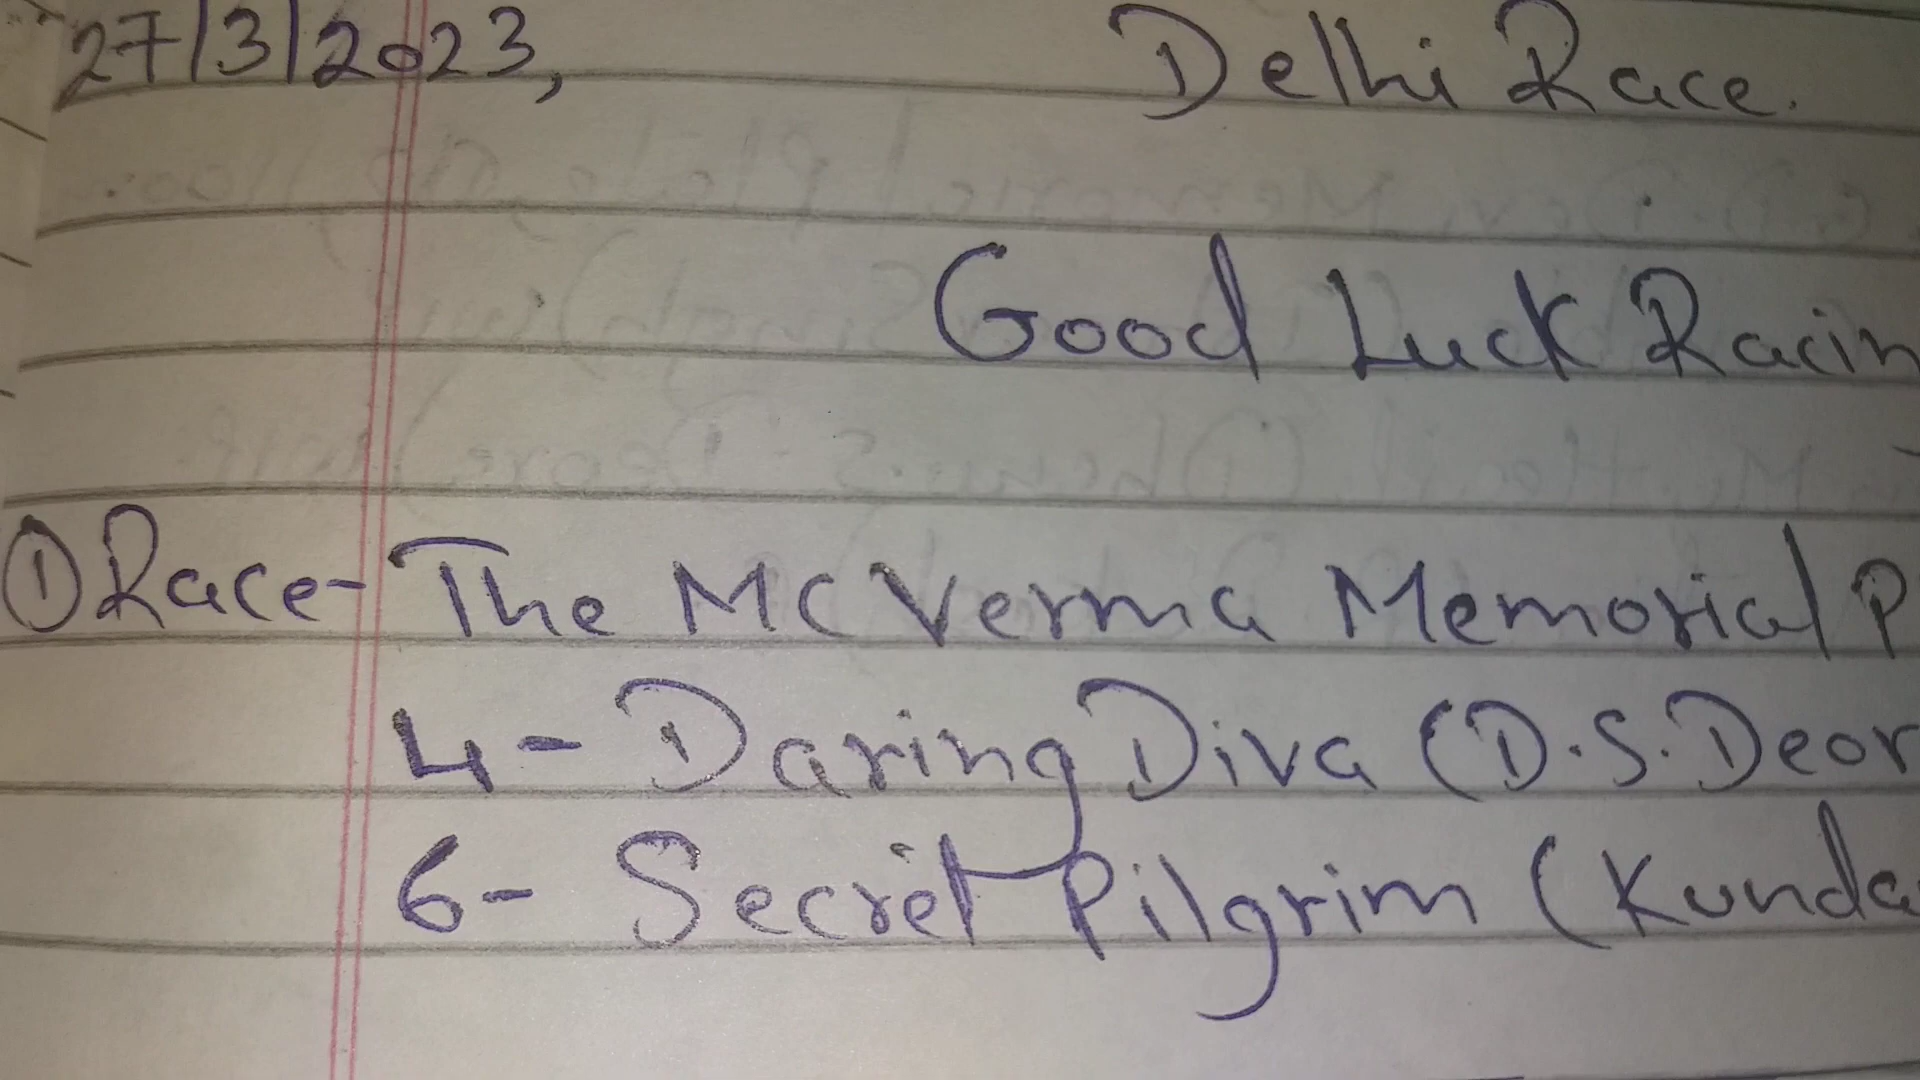 27/3/2023, Delhi Race.
Good Luck Racin
① Race- The MC Verma Memorial P
4- Daring Diva (D.S. Deor
6- Secret Pilgrim (Kunda